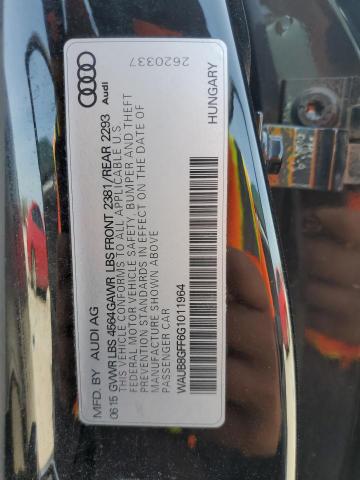 MFD. BY AUDI AG
06 15 GVWR LBS 4564 GAWR LBS FRONT 2381/REAR 2293
THIS VEHICLE CONFORMS TO ALL APPLICABLE U.S.
FEDERAL MOTOR VEHICLE SAFETY, BUMPER AND THEFT
PREVENTION STANDARDS IN EFFECT ON THE DATE OF
MANUFACTURE SHOWN ABOVE
PASSENGER CAR
WAUB8GFF6G1011964
Audi
2620337
HUNGARY